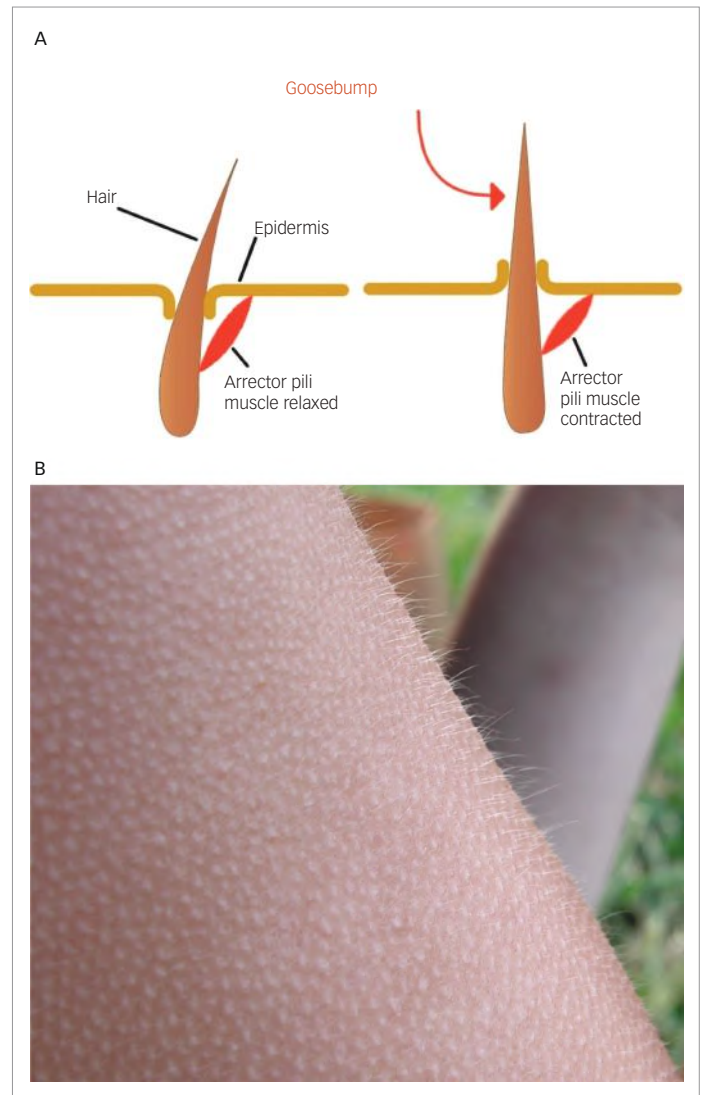 A
Goosebump
Hair
Epidermis
Arrector pili
muscle relaxed
Arrector
pili muscle
contracted
B